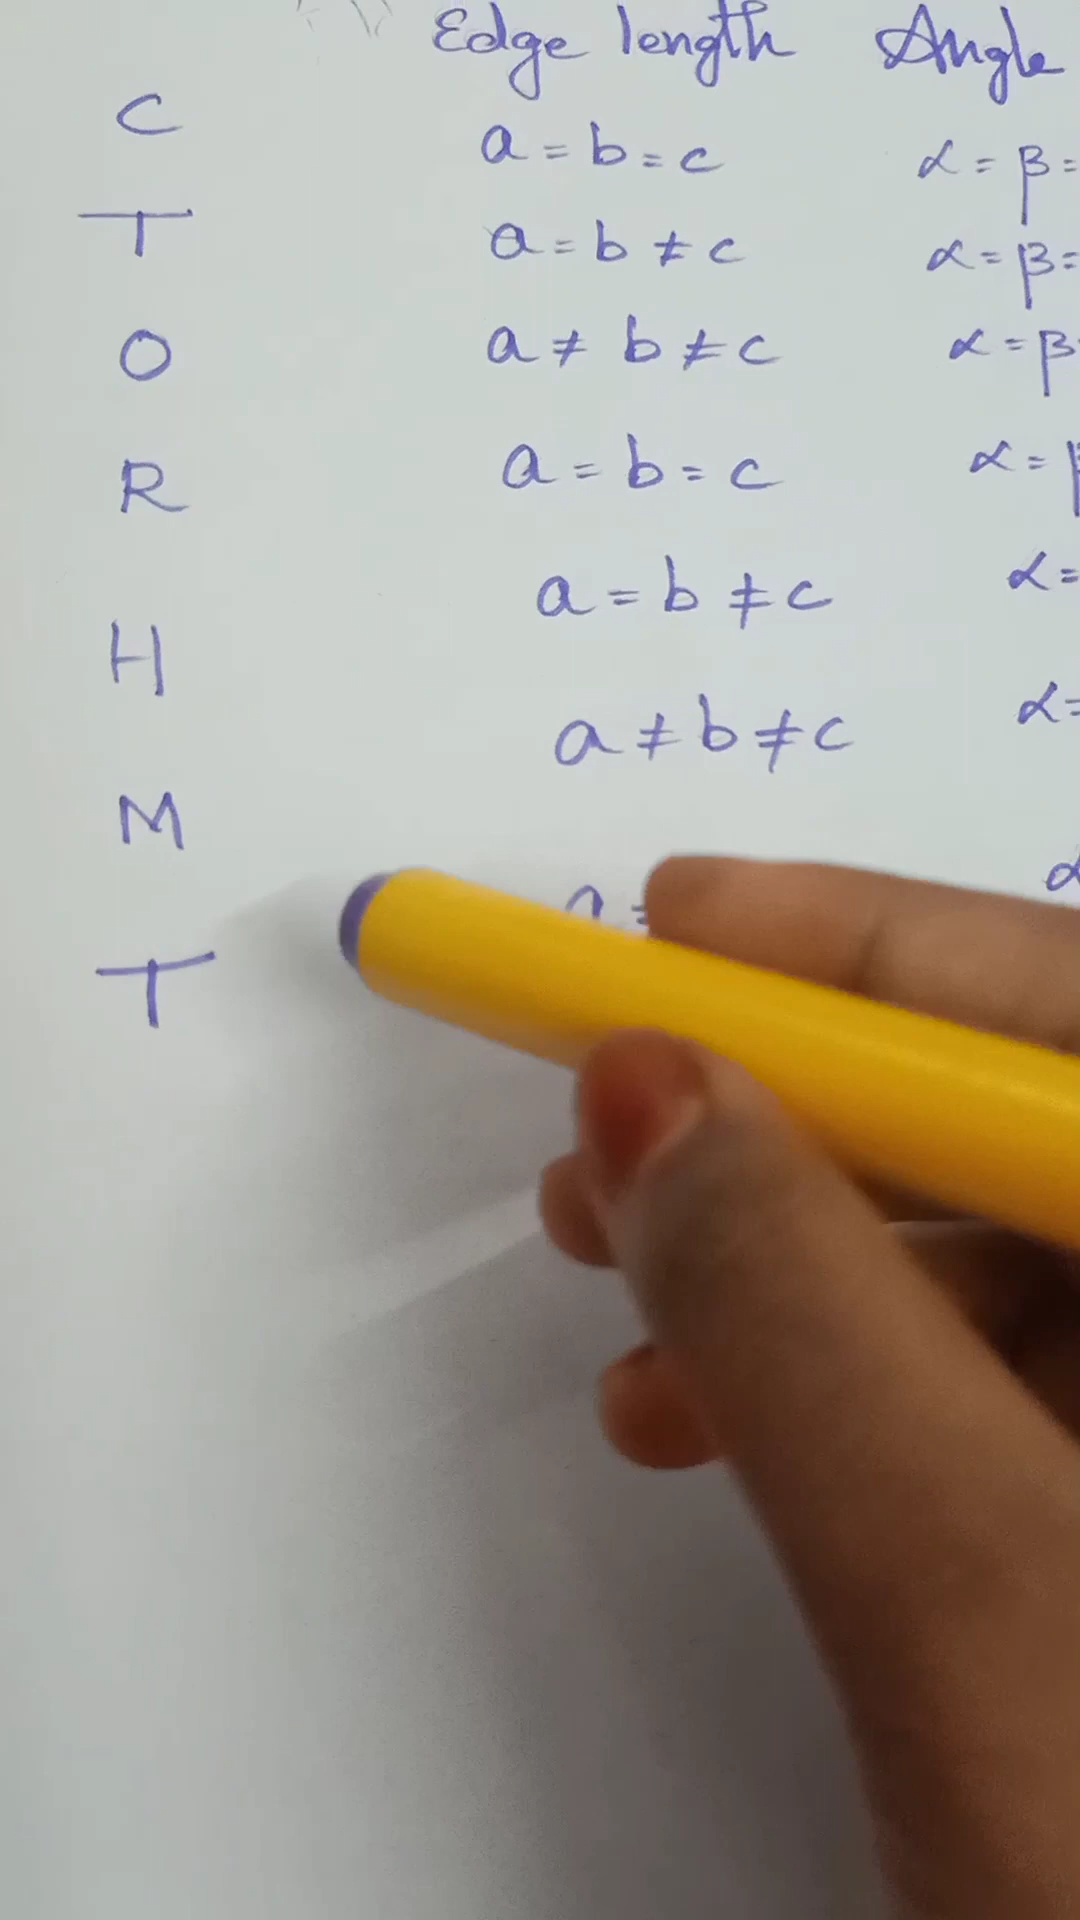 Edge length Angle
C a = b = c α = β =
T a = b ≠ c α = β =
O a ≠ b ≠ c α = β
R a = b = c α =
H a = b ≠ c α =
M a ≠ b ≠ c α =
T a = α